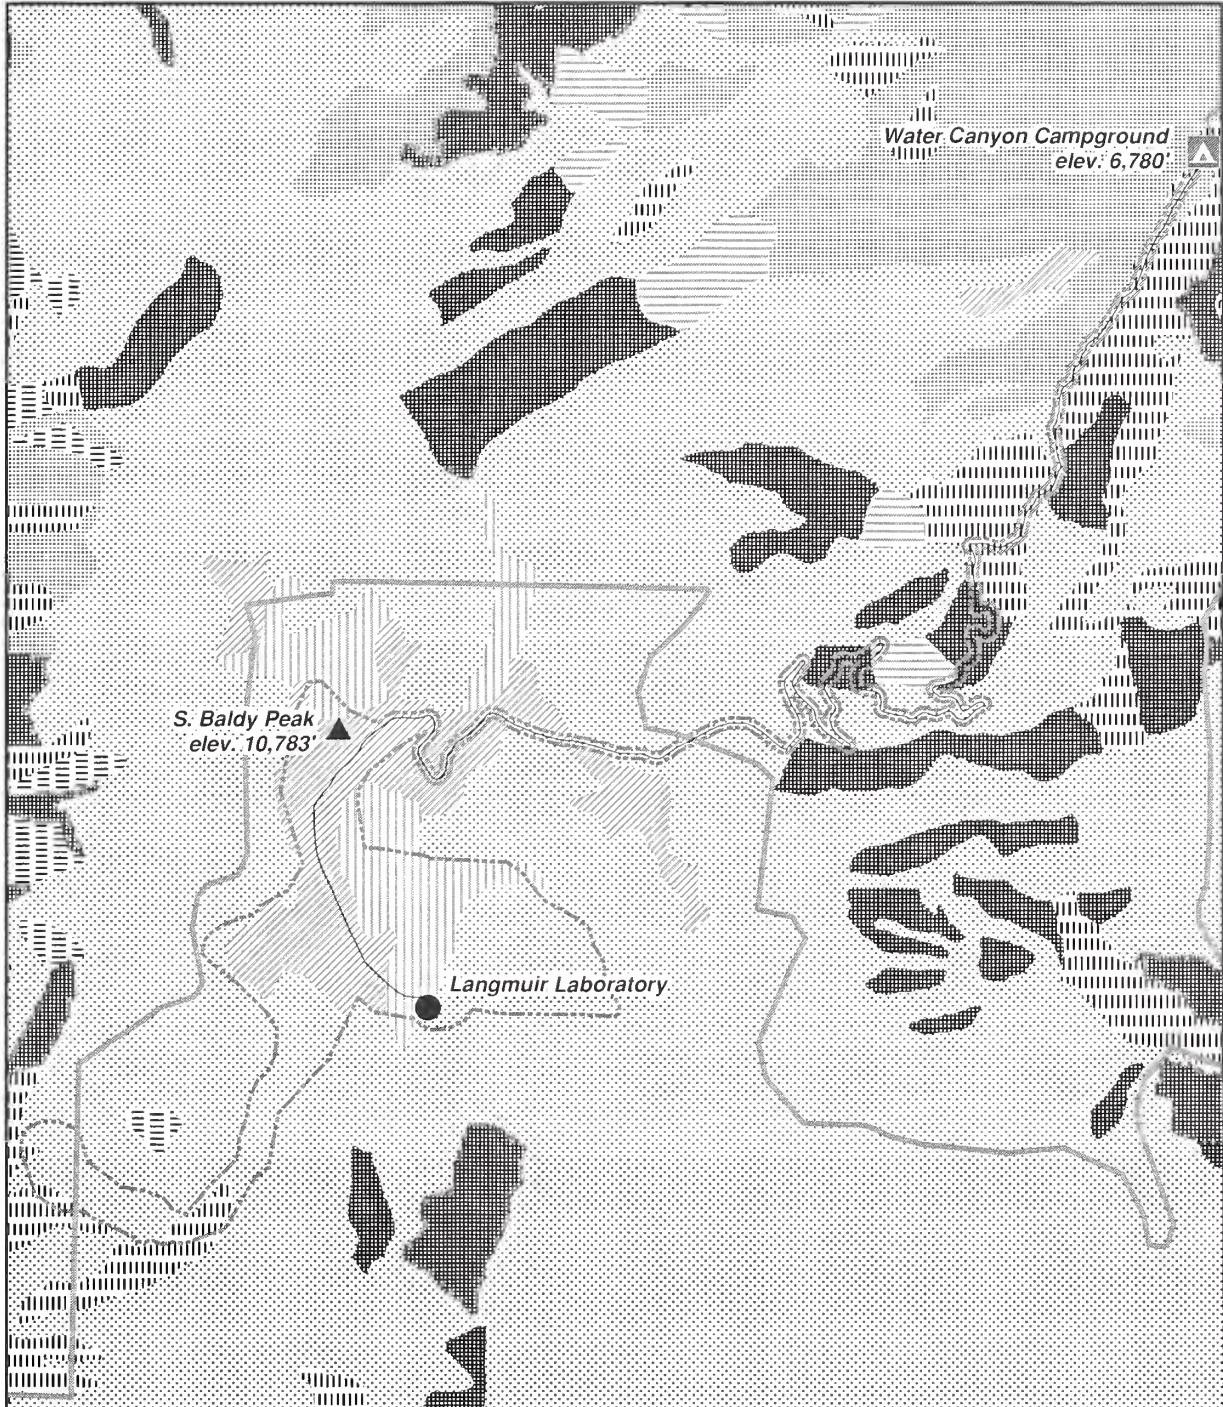 Water Canyon Campground
elev. 6,780'
S. Baldy Peak
elev. 10,783'
Langmuir Laboratory